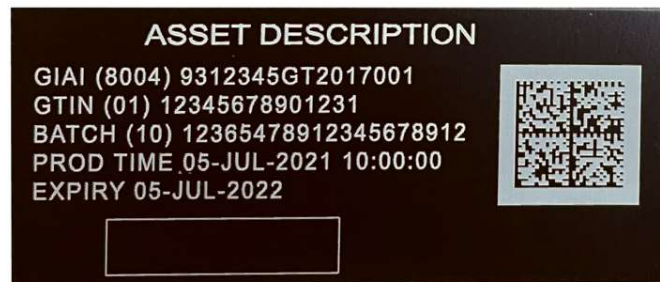 ASSET DESCRIPTION
GIAI (8004) 9312345GT2017001
GTIN (01) 12345678901231
BATCH (10) 12365478912345678912
PROD TIME 05-JUL-2021 10:00:00
EXPIRY 05-JUL-2022